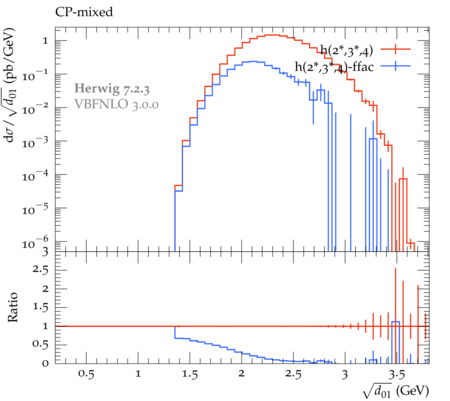 CP-mixed
dσ/√d₀₁ (pb/GeV)
1
10⁻¹
10⁻²
10⁻³
10⁻⁴
10⁻⁵
10⁻⁶
h(2*,3*,4)
h(2*,3*,4)-ffac
Herwig 7.2.3
VBFNLO 3.0.0
Ratio
3
2.5
2
1.5
1
0.5
0
0.5 1 1.5 2 2.5 3 3.5
√d₀₁ (GeV)